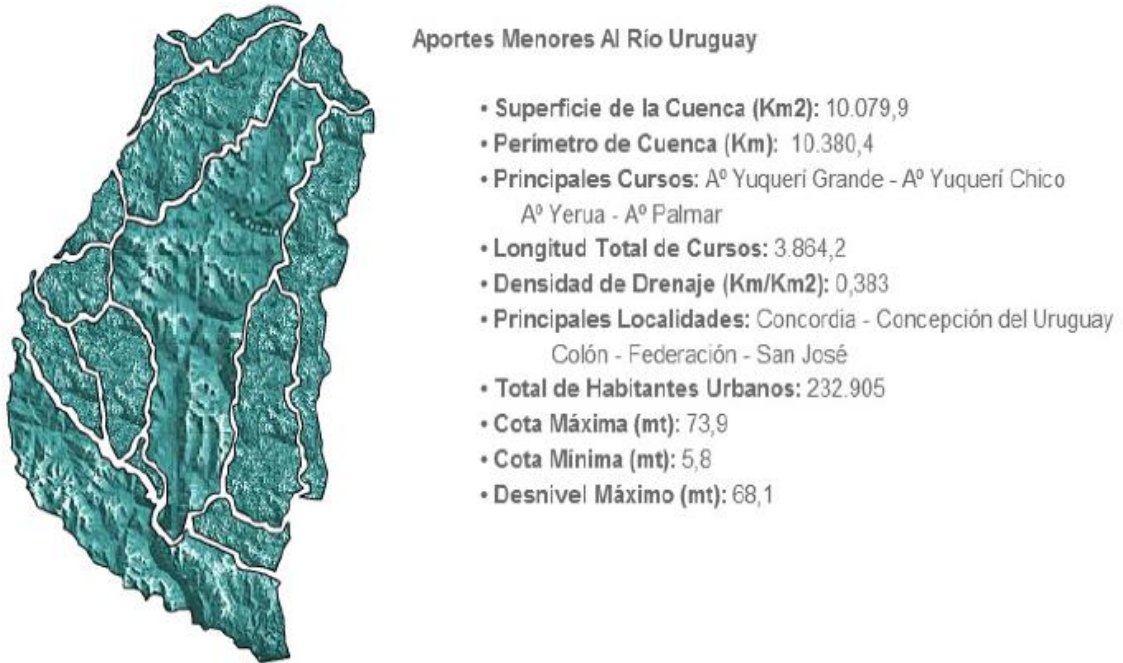 Aportes Menores Al Río Uruguay
• Superficie de la Cuenca (Km2): 10.079,9
• Perímetro de Cuenca (Km): 10.380,4
• Principales Cursos: Aº Yuquerí Grande - Aº Yuquerí Chico
Aº Yerua - Aº Palmar
• Longitud Total de Cursos: 3.864,2
• Densidad de Drenaje (Km/Km2): 0,383
• Principales Localidades: Concordia - Concepción del Uruguay
Colón - Federación - San José
• Total de Habitantes Urbanos: 232.905
• Cota Máxima (mt): 73,9
• Cota Mínima (mt): 5,8
• Desnivel Máximo (mt): 68,1